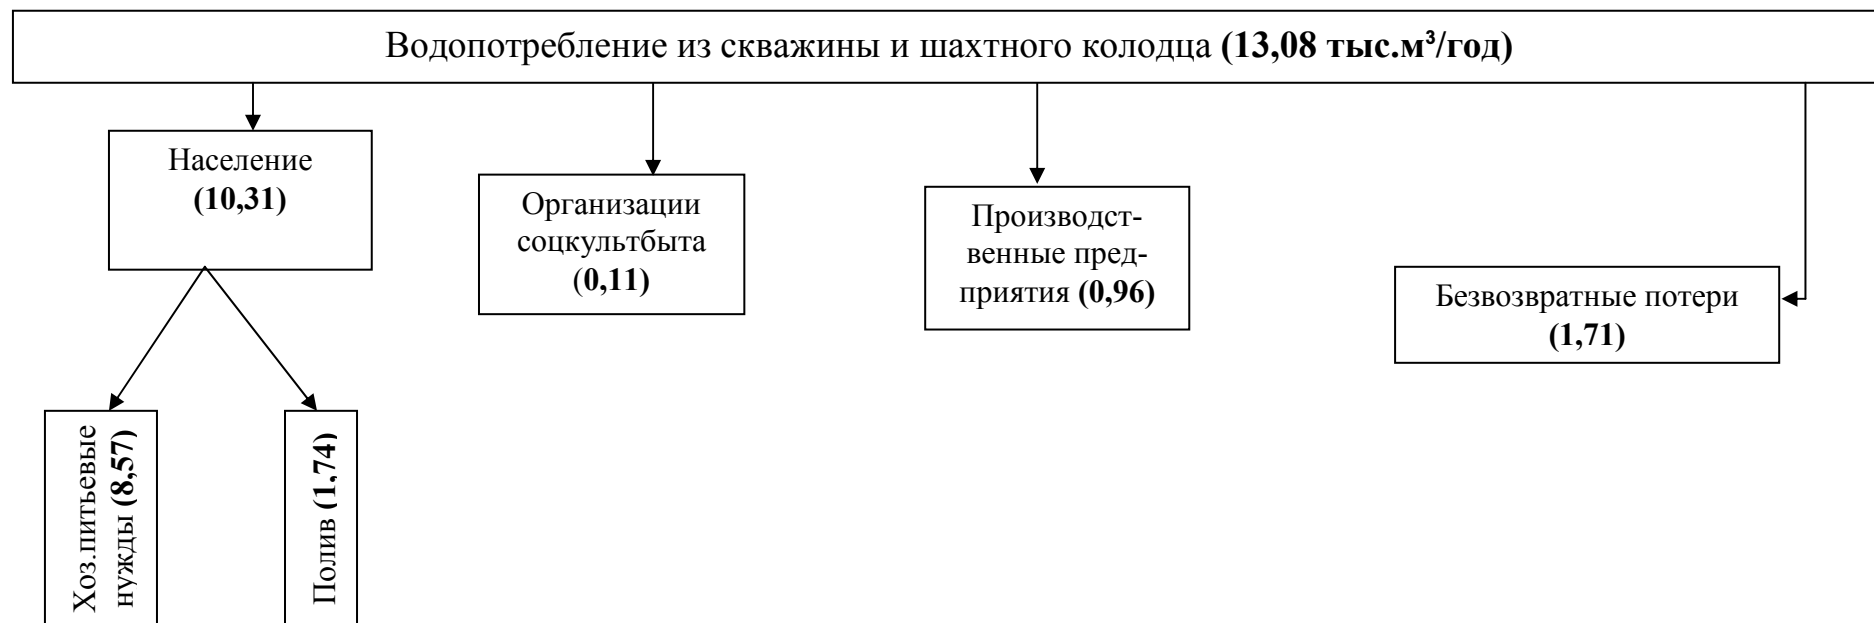 Водопотребление из скважины и шахтного колодца (13,08 тыс.м³/год)
Население
(10,31)
Организации
соцкультбыта
(0,11)
Производст-
венные пред-
приятия (0,96)
Безвозвратные потери
(1,71)
Хоз.питьевые
нужды (8,57)
Полив (1,74)